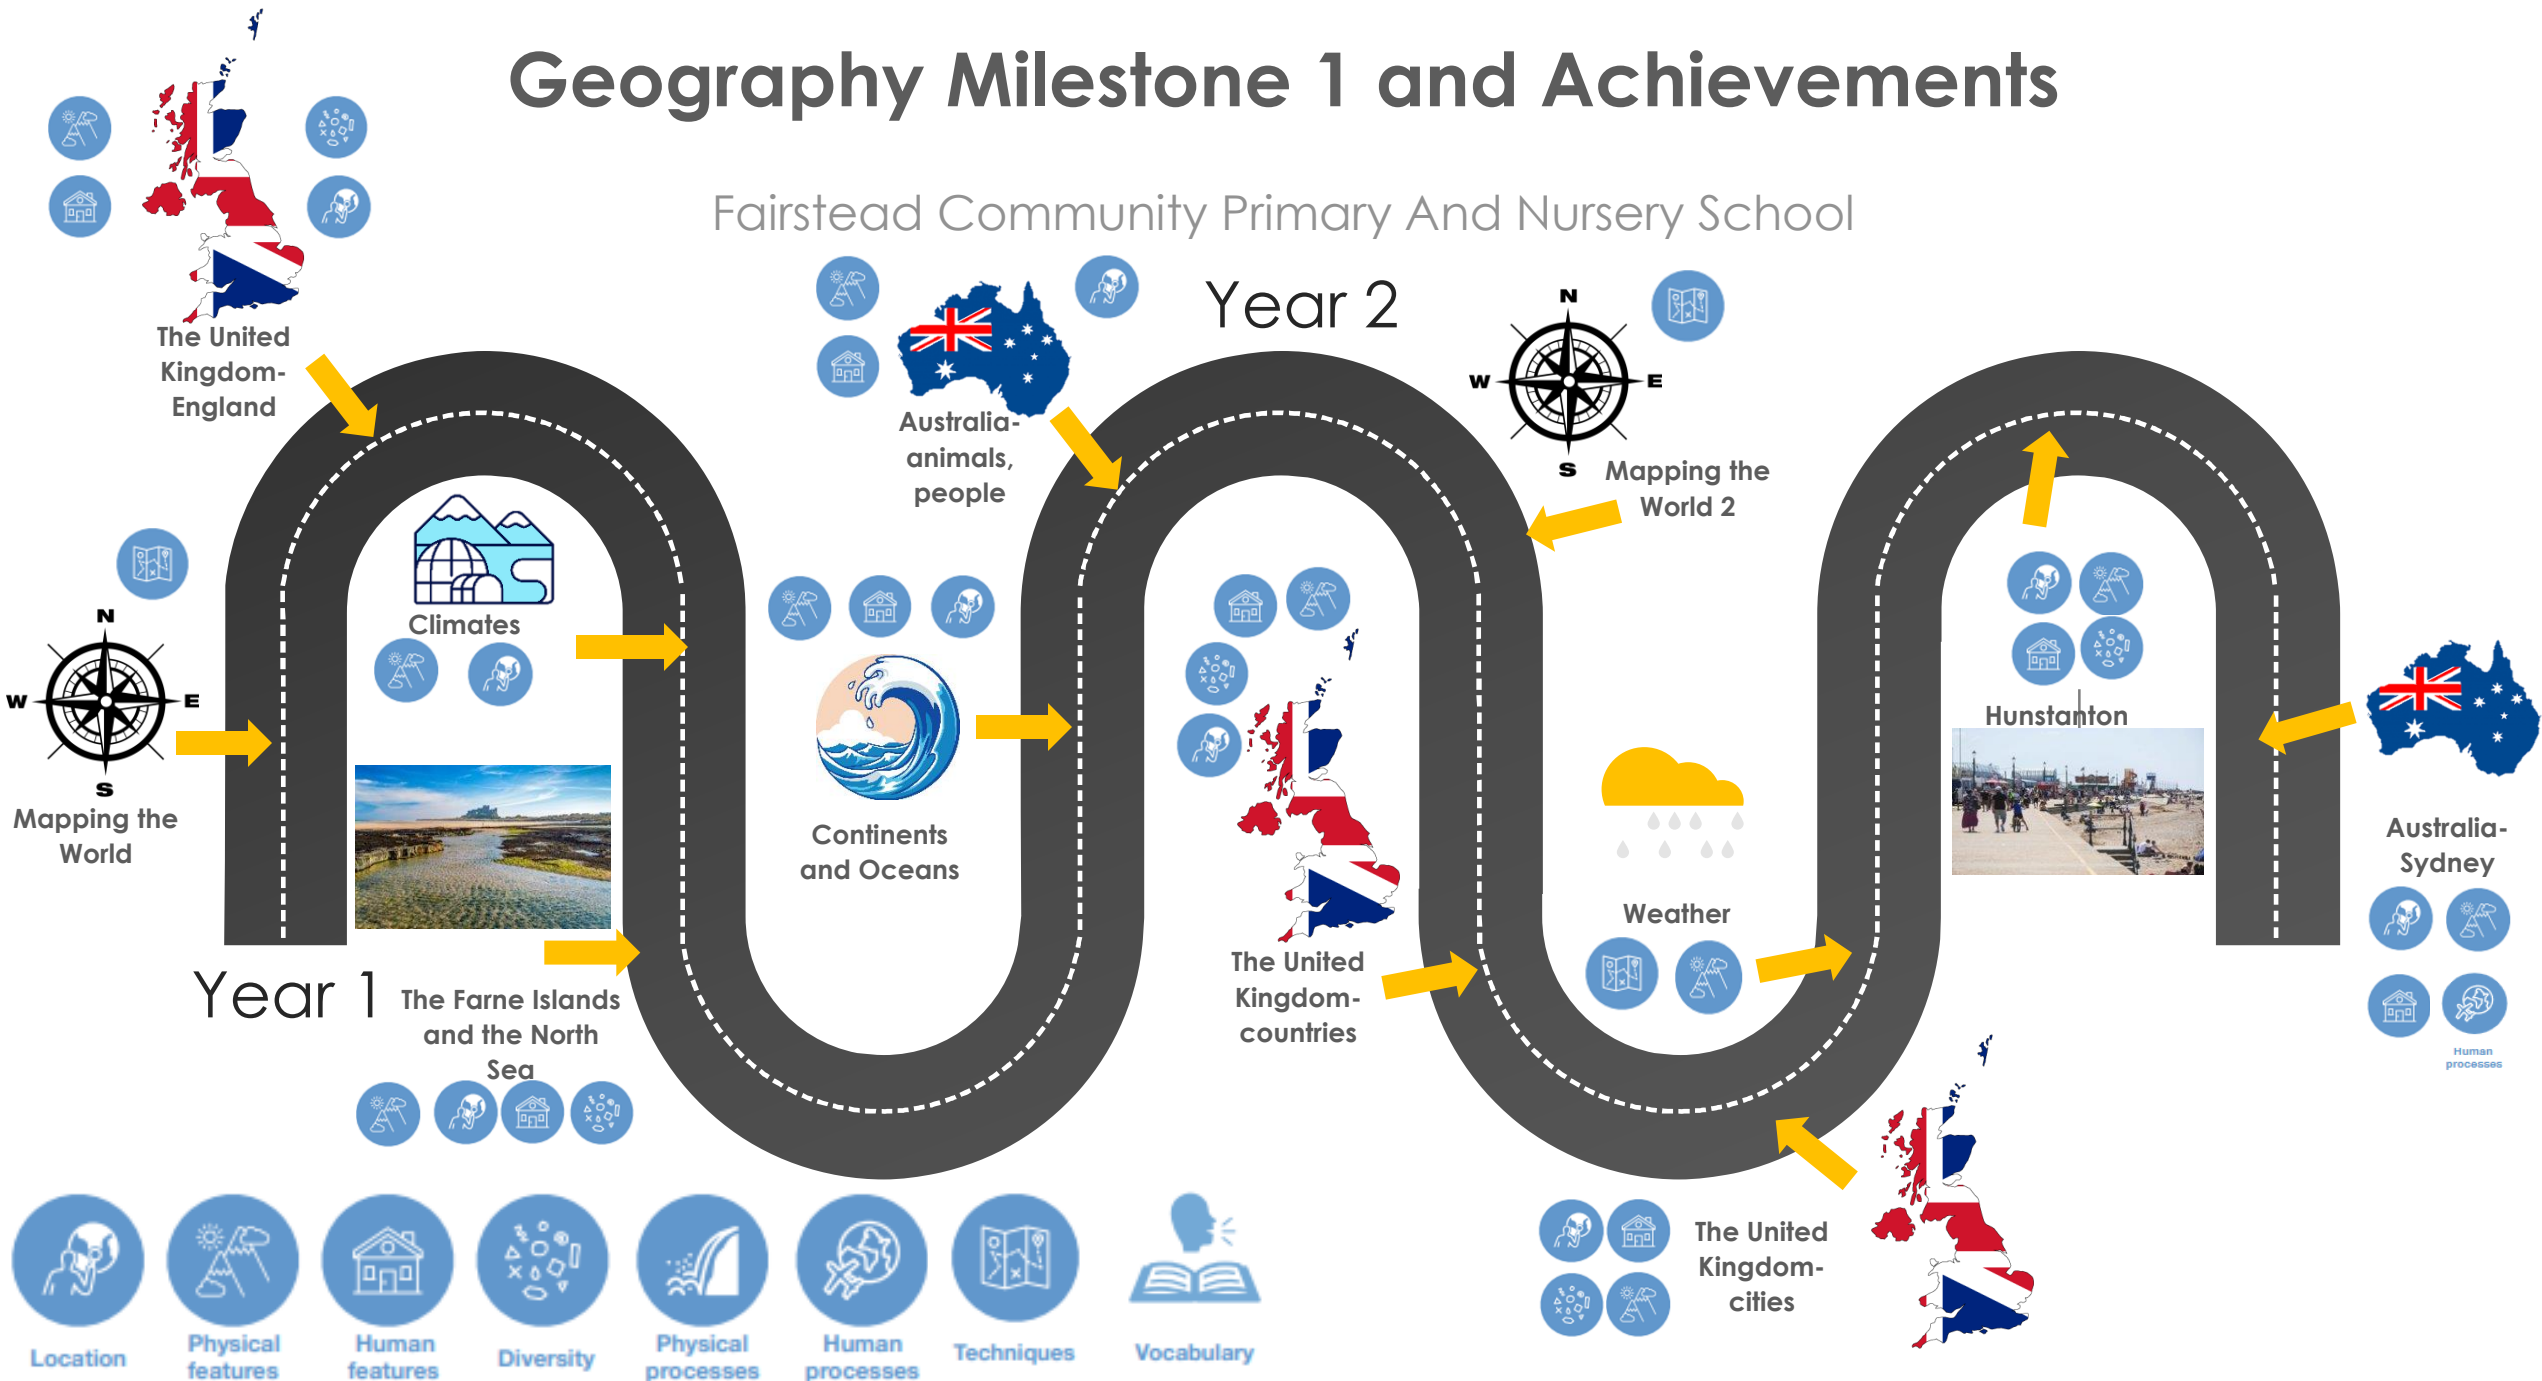 Geography Milestone 1 and Achievements
Fairstead Community Primary And Nursery School
The United
Kingdom-
England
N
W
E
S
Mapping the
World
Year 1
Climates
The Farne Islands
and the North
Sea
Continents
and Oceans
Australia-
animals,
people
Year 2
N
W
E
S
Mapping the
World 2
The United
Kingdom-
countries
Weather
The United
Kingdom-
cities
Hunstanton
Australia-
Sydney
Human
processes
Location
Physical
features
Human
features
Diversity
Physical
processes
Human
processes
Techniques
Vocabulary